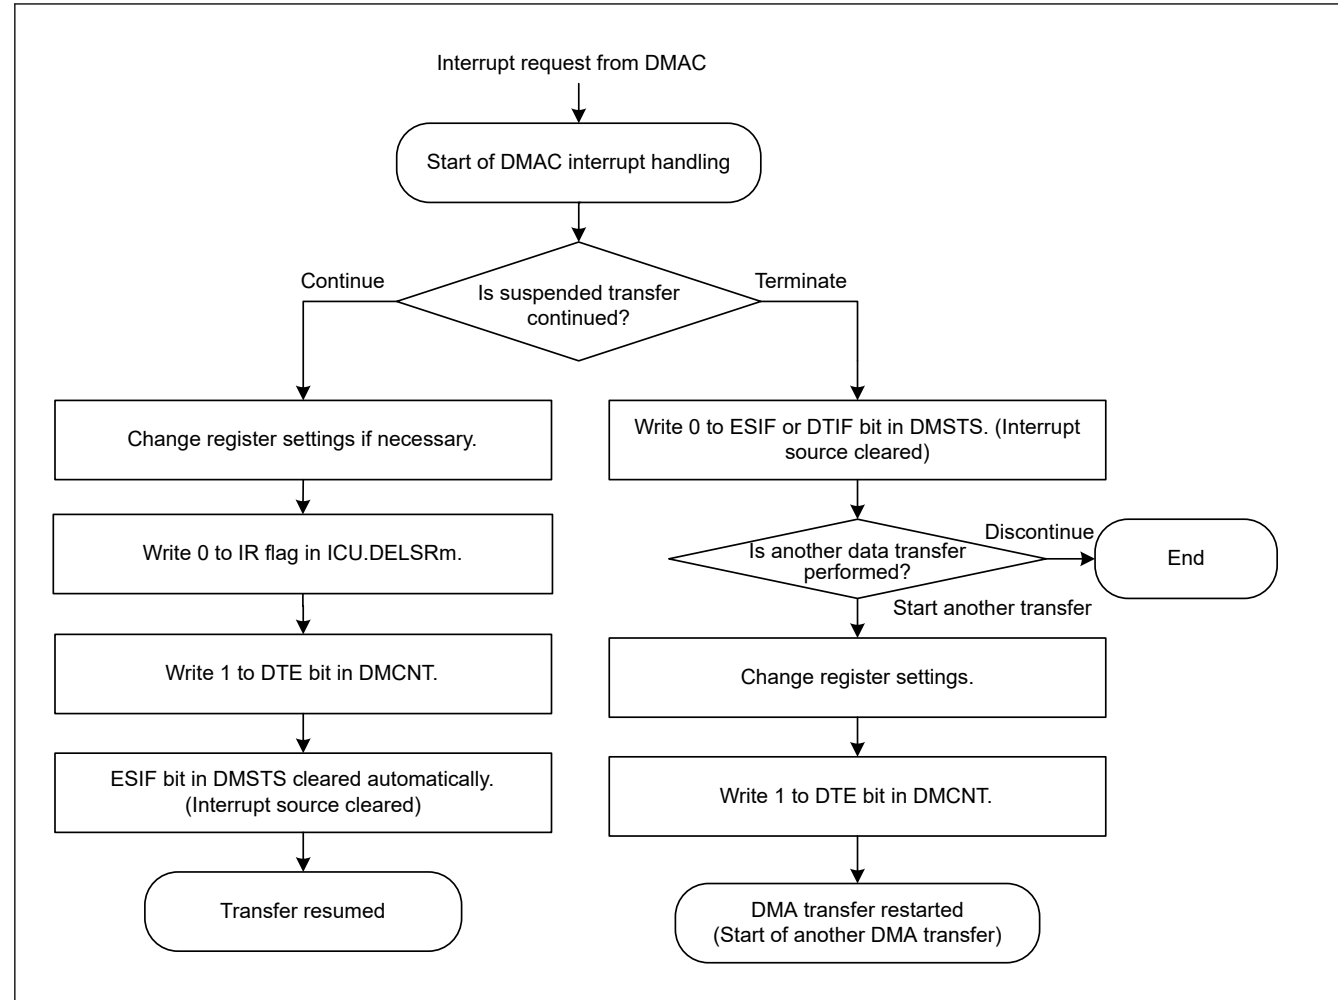 Interrupt request from DMAC
Start of DMAC interrupt handling
Continue
Terminate
Is suspended transfer
continued?
Change register settings if necessary.
Write 0 to IR flag in ICU.DELSRm.
Write 1 to DTE bit in DMCNT.
ESIF bit in DMSTS cleared automatically.
(Interrupt source cleared)
Transfer resumed
Write 0 to ESIF or DTIF bit in DMSTS. (Interrupt
source cleared)
Is another data transfer
performed?
Discontinue
End
Start another transfer
Change register settings.
Write 1 to DTE bit in DMCNT.
DMA transfer restarted
(Start of another DMA transfer)